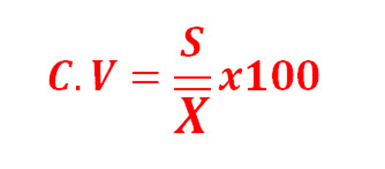 C.V = S/X̅ x100